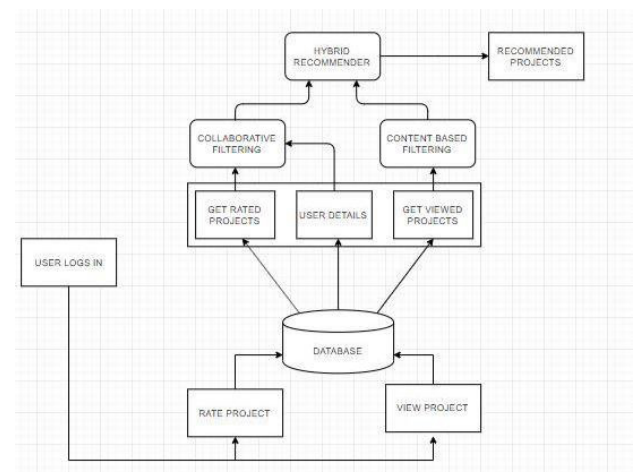 HYBRID
RECOMMENDER
RECOMMENDED
PROJECTS
COLLABORATIVE
FILTERING
CONTENT BASED
FILTERING
GET RATED
PROJECTS
USER DETAILS
GET VIEWED
PROJECTS
USER LOGS IN
DATABASE
RATE PROJECT
VIEW PROJECT